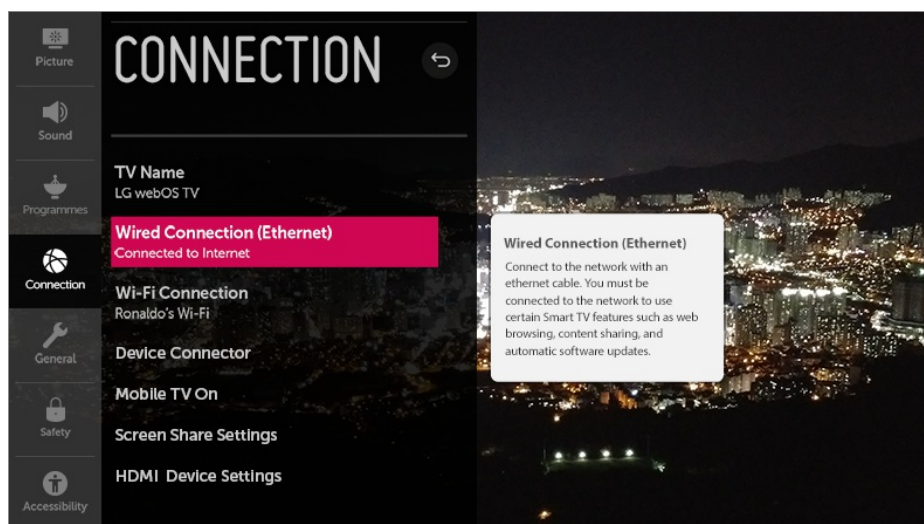 Picture
Sound
Programmes
Connection
General
Safety
Accessibility
CONNECTION
TV Name
LG webOS TV
Wired Connection (Ethernet)
Connected to Internet
Wi-Fi Connection
Ronaldo's Wi-Fi
Device Connector
Mobile TV On
Screen Share Settings
HDMI Device Settings
Wired Connection (Ethernet)
Connect to the network with an
ethernet cable. You must be
connected to the network to use
certain Smart TV features such as web
browsing, content sharing, and
automatic software updates.